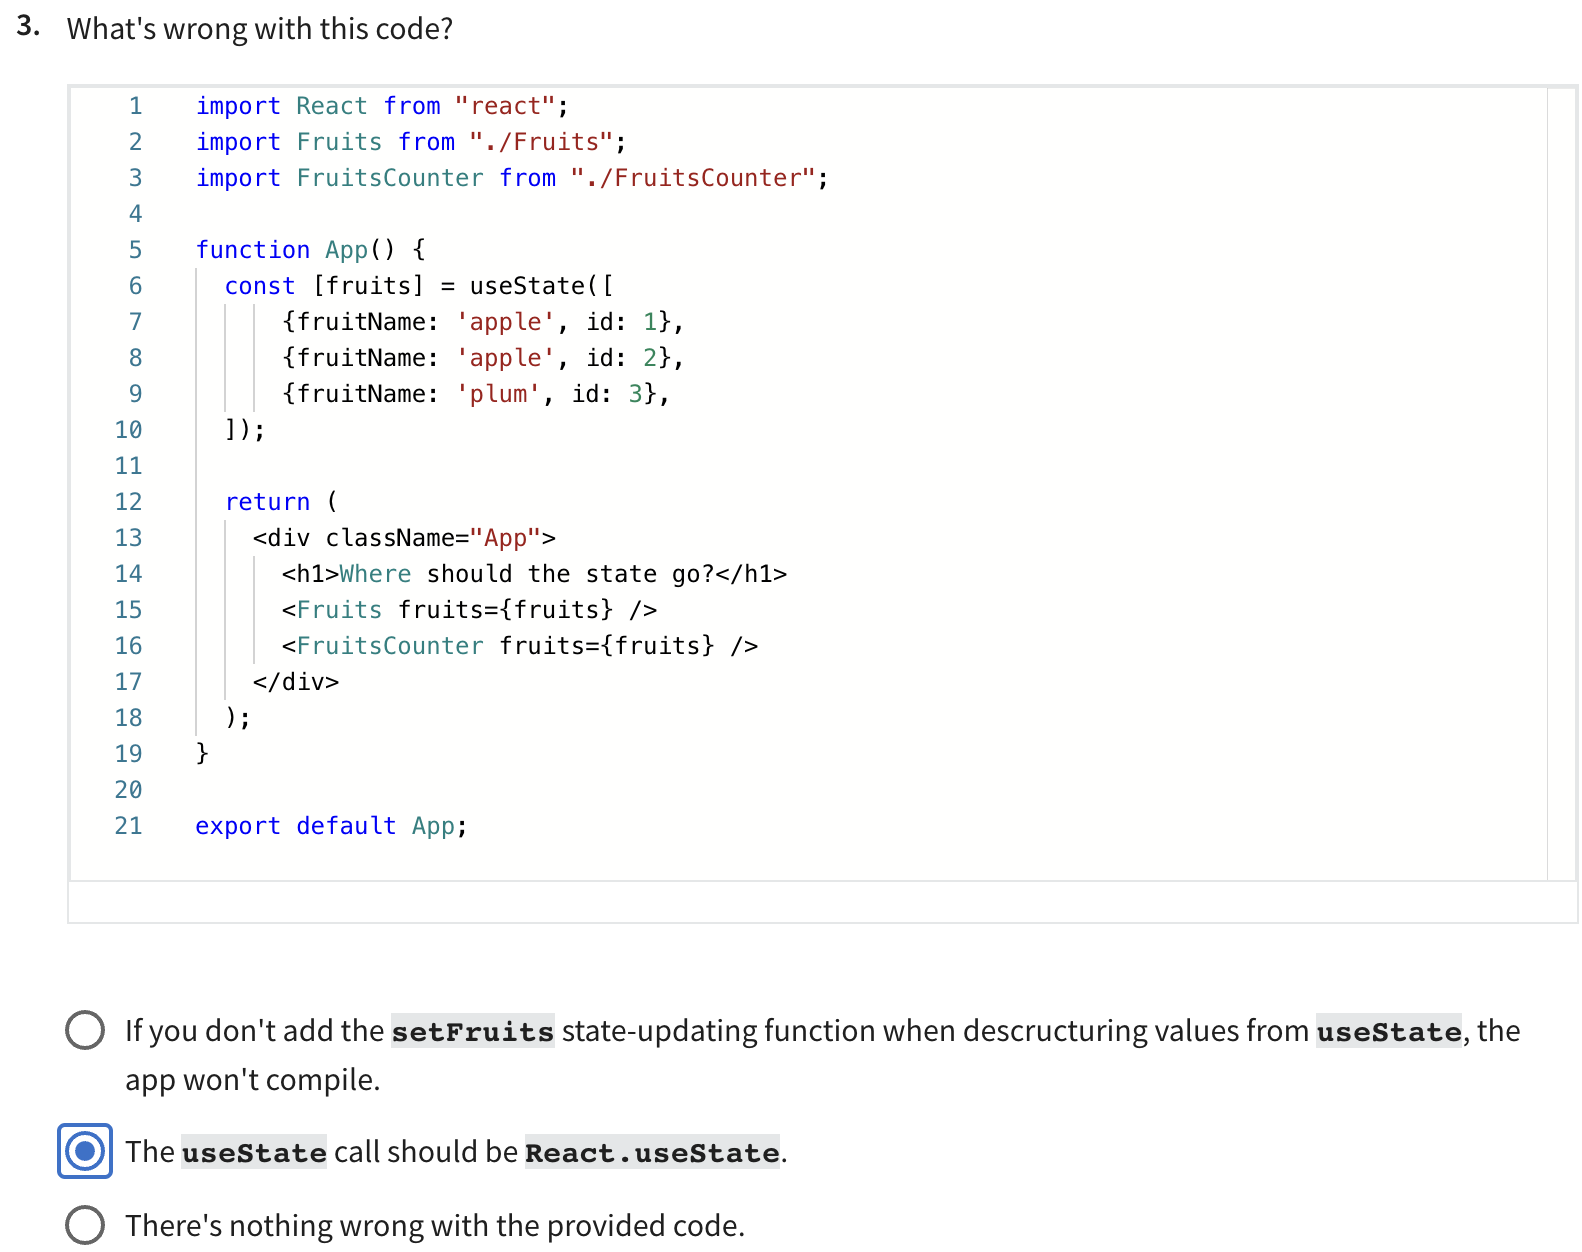 3. What's wrong with this code?
1 import React from "react";
2 import Fruits from "./Fruits";
3 import FruitsCounter from "./FruitsCounter";
4
5 function App() {
6   const [fruits] = useState([
7       {fruitName: 'apple', id: 1},
8       {fruitName: 'apple', id: 2},
9       {fruitName: 'plum', id: 3},
10   ]);
11
12   return (
13     <div className="App">
14       <h1>Where should the state go?</h1>
15       <Fruits fruits={fruits} />
16       <FruitsCounter fruits={fruits} />
17     </div>
18   );
19 }
20
21 export default App;
If you don't add the setFruits state-updating function when descructuring values from useState, the
app won't compile.
The useState call should be React.useState.
There's nothing wrong with the provided code.